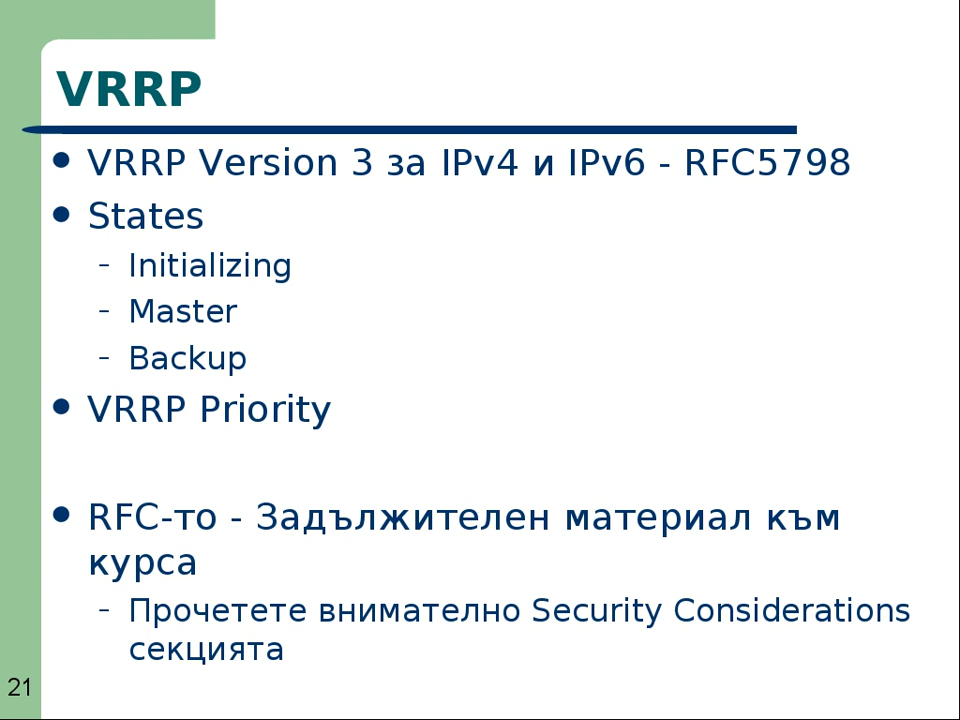 VRRP
● VRRP Version 3 за IPv4 и IPv6 - RFC5798
● States
– Initializing
– Master
– Backup
● VRRP Priority
● RFC-то - Задължителен материал към
курса
– Прочетете внимателно Security Considerations
секцията
21